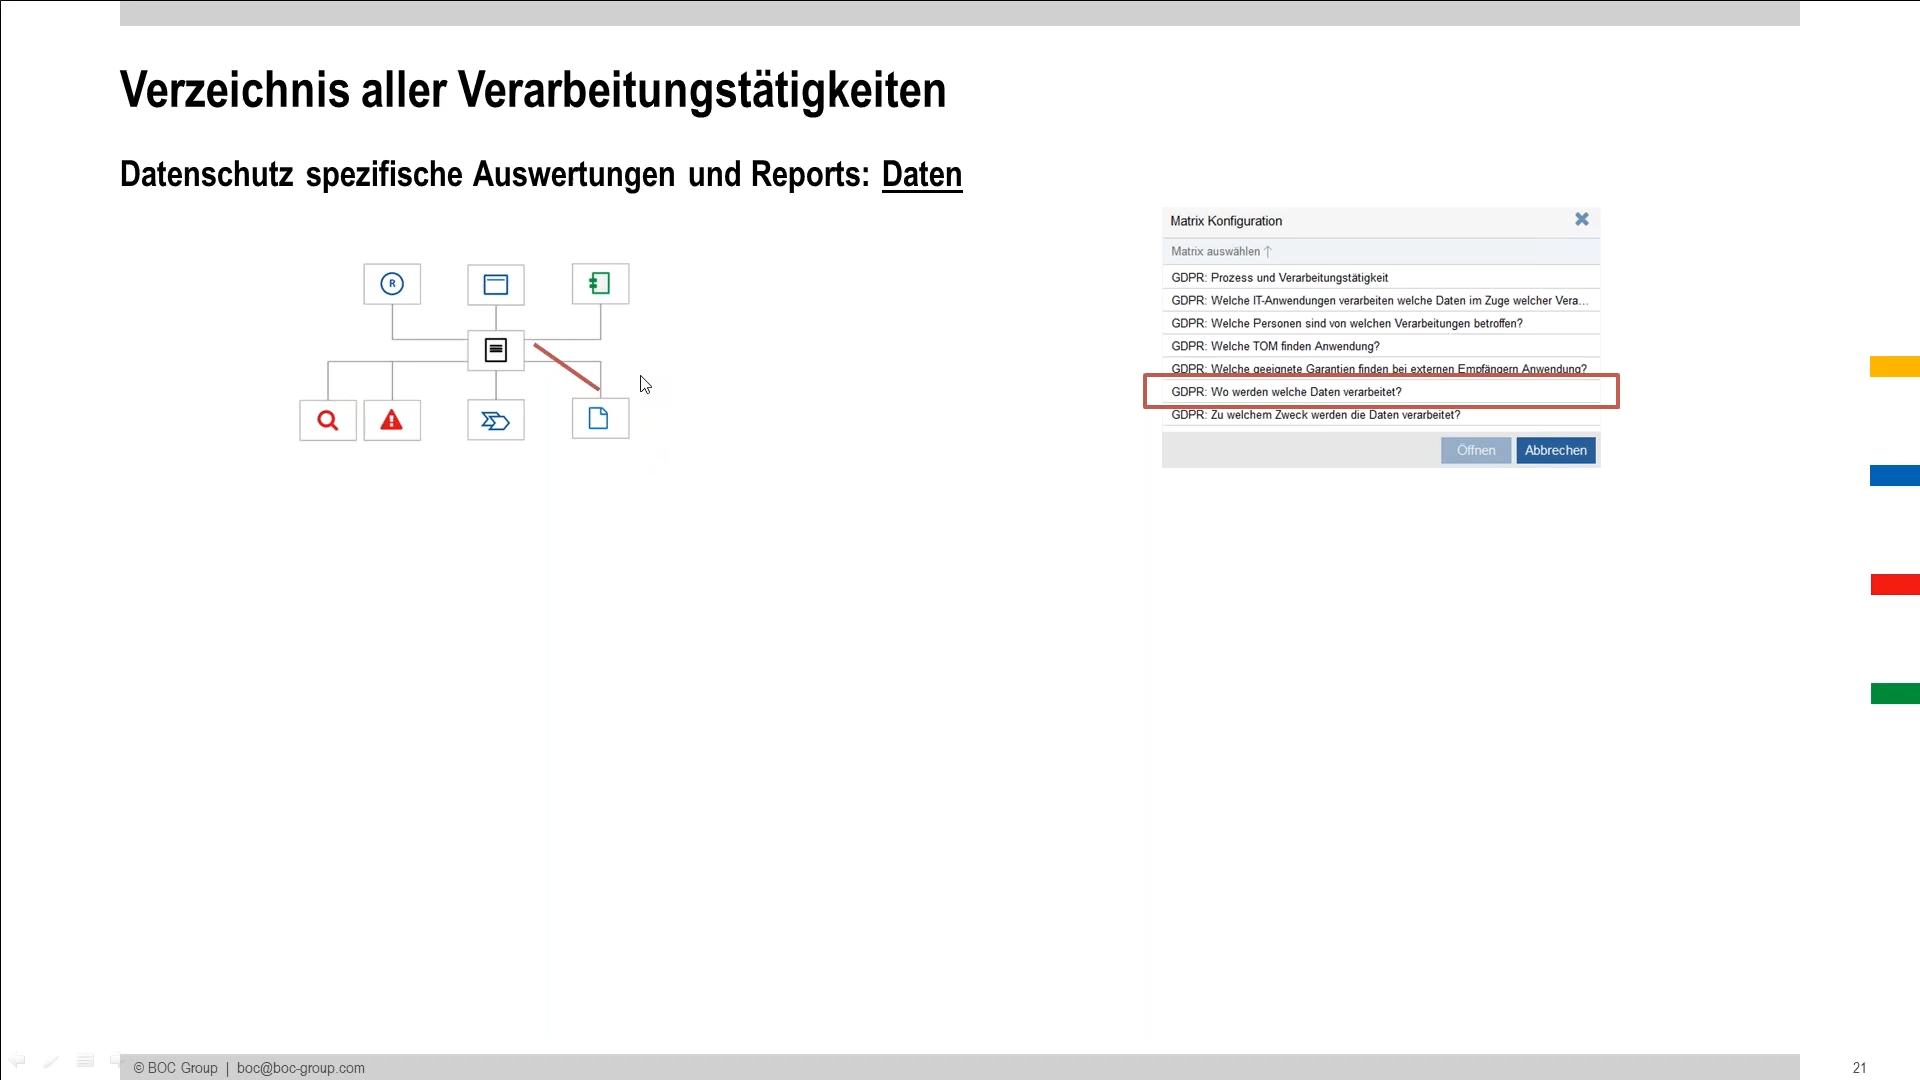 Verzeichnis aller Verarbeitungstätigkeiten
Datenschutz spezifische Auswertungen und Reports: Daten
R
Matrix Konfiguration
Matrix auswählen ↑
GDPR: Prozess und Verarbeitungstätigkeit
GDPR: Welche IT-Anwendungen verarbeiten welche Daten im Zuge welcher Vera...
GDPR: Welche Personen sind von welchen Verarbeitungen betroffen?
GDPR: Welche TOM finden Anwendung?
GDPR: Welche geeignete Garantien finden bei externen Empfängern Anwendung?
GDPR: Wo werden welche Daten verarbeitet?
GDPR: Zu welchem Zweck werden die Daten verarbeitet?
Öffnen Abbrechen
© BOC Group | boc@boc-group.com
21